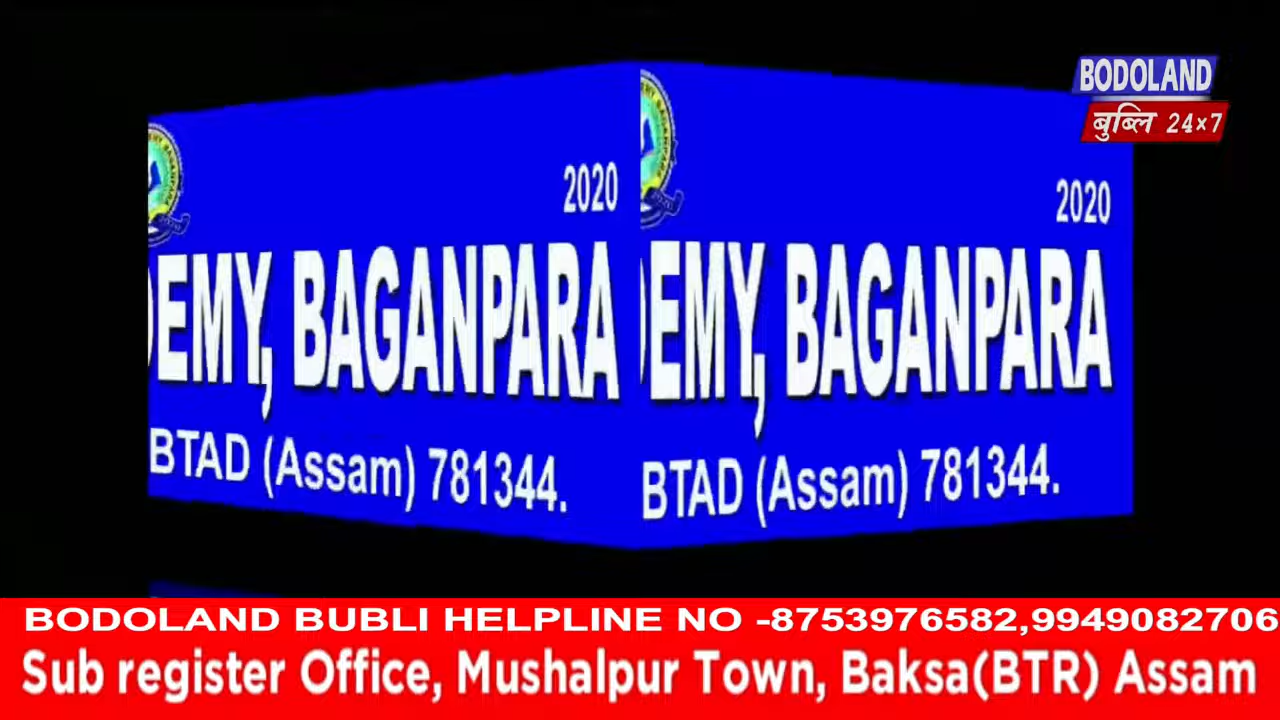 BODOLAND
बुब्लि 24×7
2020
DEMY, BAGANPARA
BTAD (Assam) 781344.
2020
DEMY, BAGANPARA
BTAD (Assam) 781344.
BODOLAND BUBLI HELPLINE NO -8753976582,9949082706
Sub register Office, Mushalpur Town, Baksa(BTR) Assam